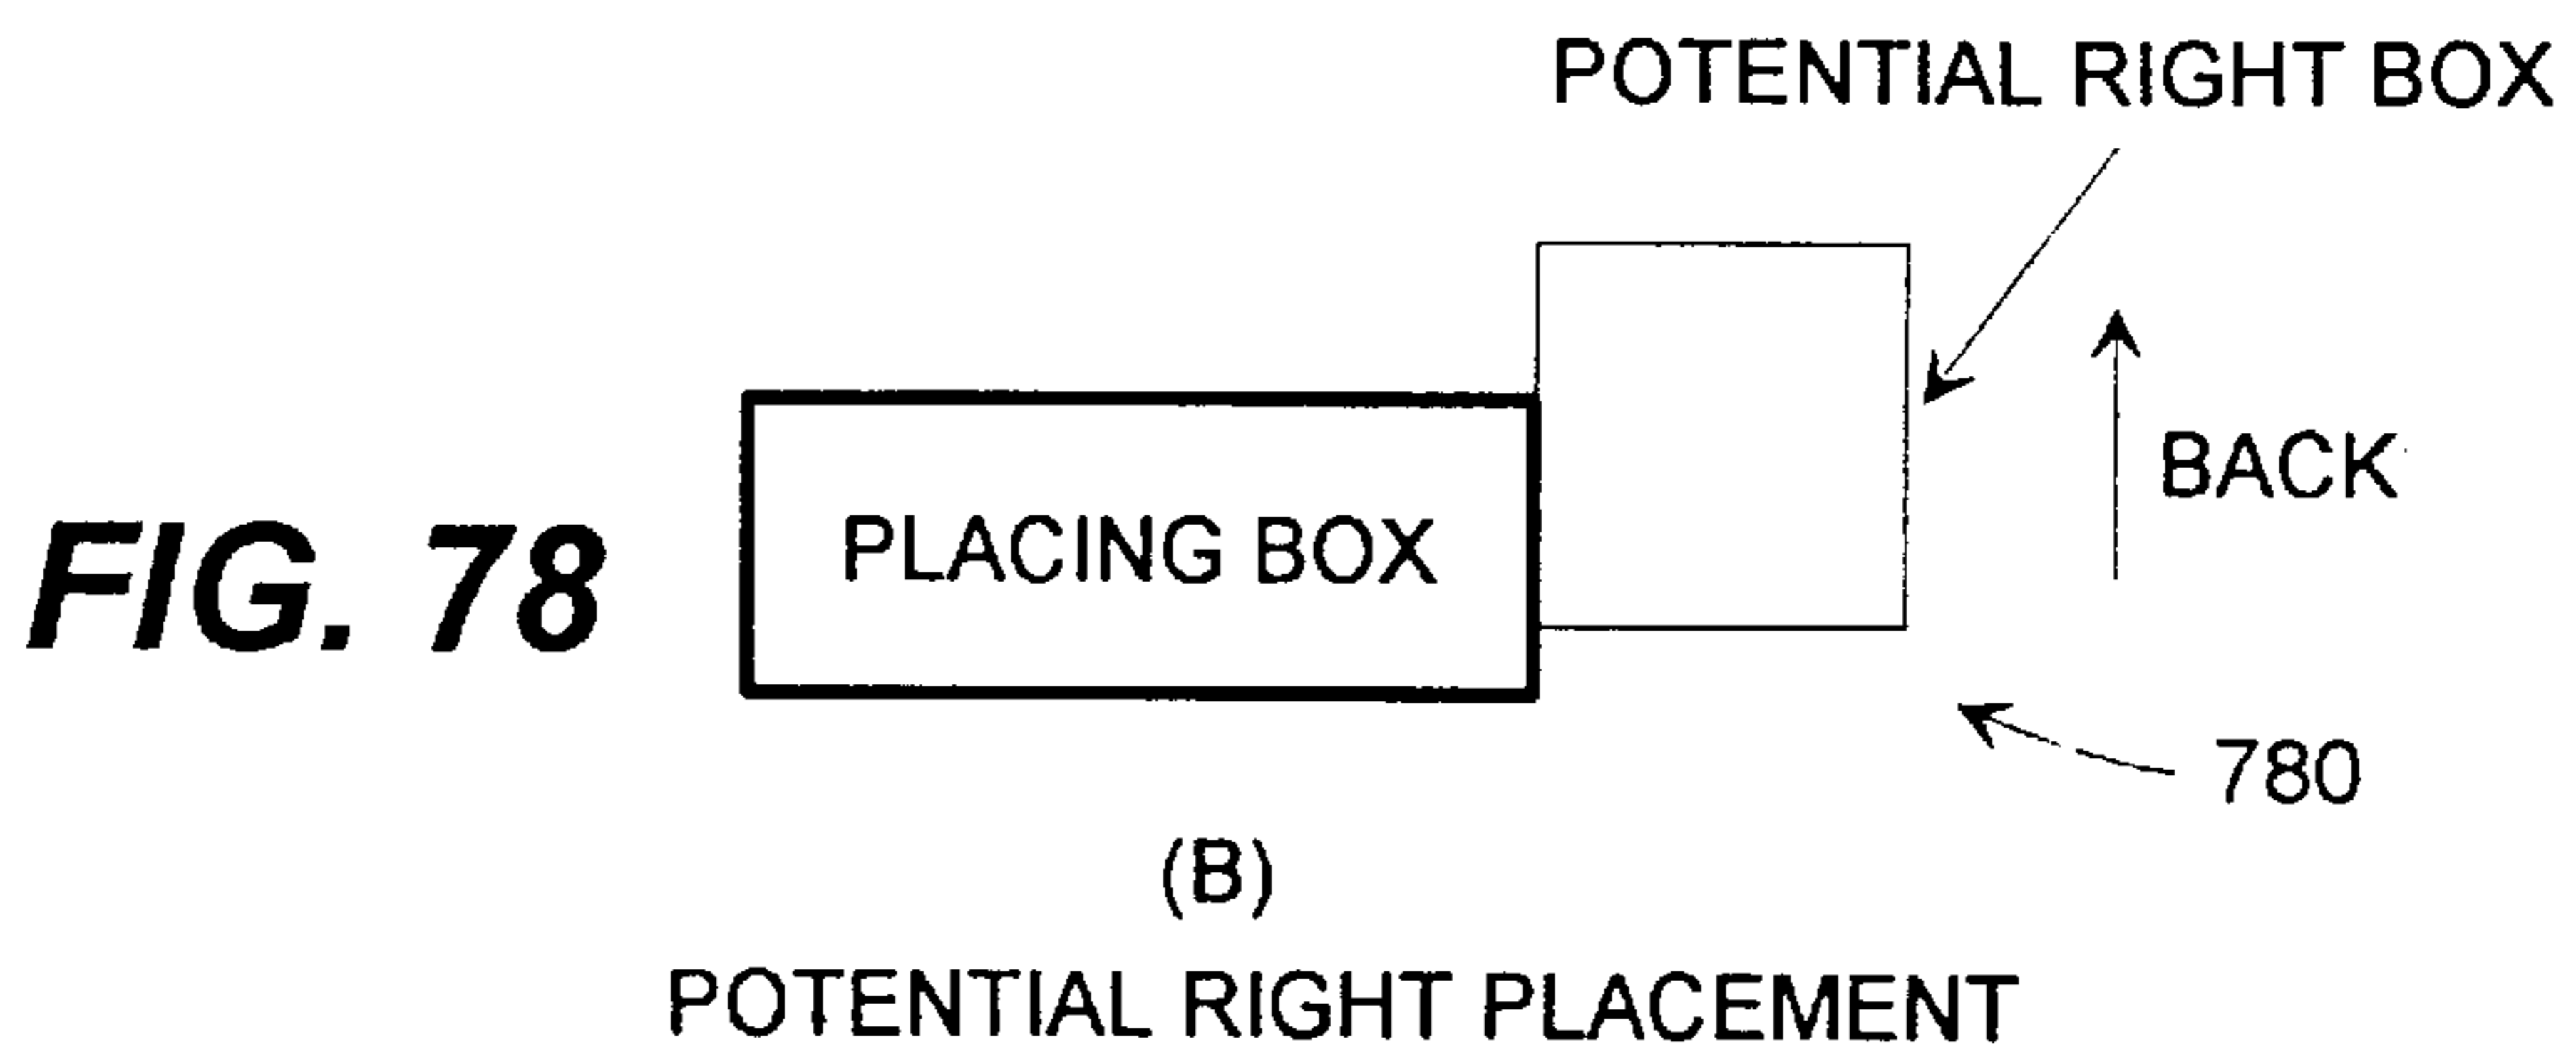 POTENTIAL RIGHT BOX
BACK
PLACING BOX
FIG. 78
780
(B)
POTENTIAL RIGHT PLACEMENT